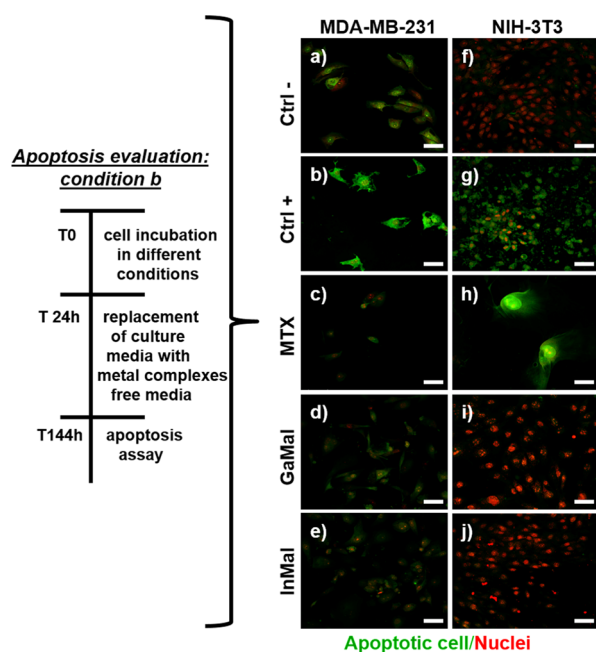 MDA-MB-231 NIH-3T3
Apoptosis evaluation:
condition b
T0 cell incubation
in different
conditions
T 24h replacement
of culture
media with
metal complexes
free media
T144h apoptosis
assay
Ctrl -
a) f)
Ctrl +
b) g)
MTX
c) h)
GaMal
d) i)
InMal
e) j)
Apoptotic cell/Nuclei